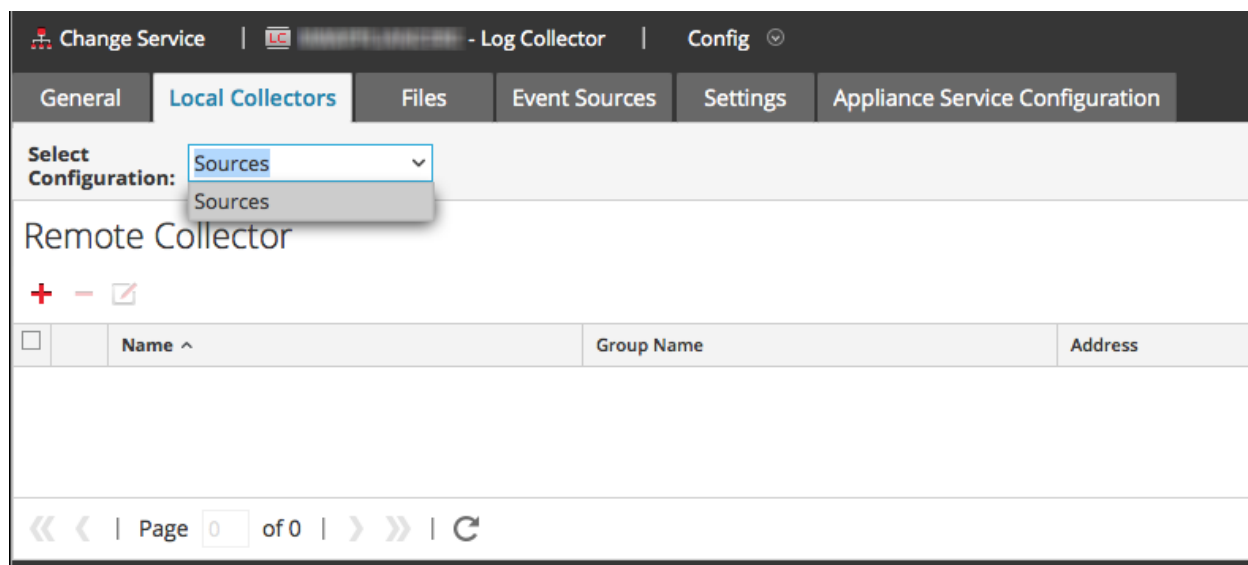 Change Service | LC - Log Collector | Config
General Local Collectors Files Event Sources Settings Appliance Service Configuration
Select
Configuration:
Sources
Sources
Remote Collector
Name Group Name Address
| Page 0 of 0 | |